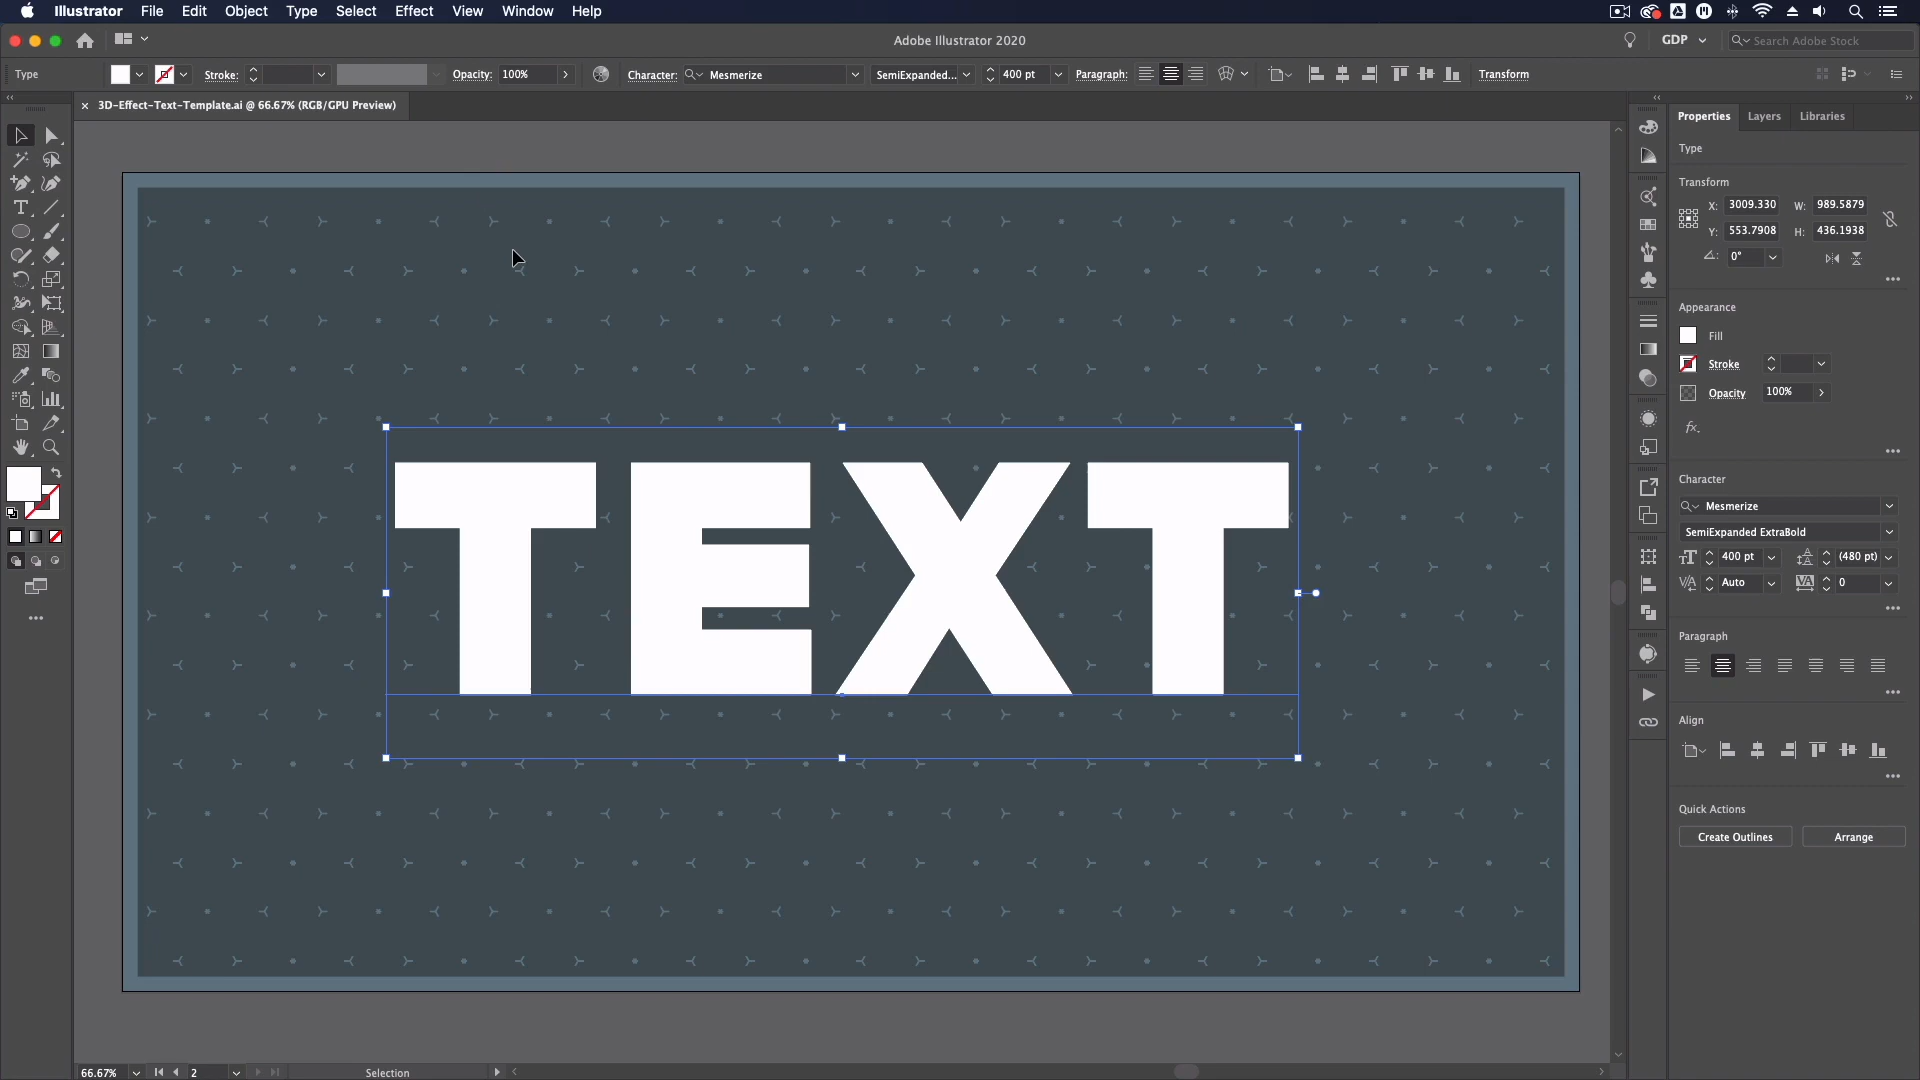 Illustrator File Edit Object Type Select Effect View Window Help
Adobe Illustrator 2020
GDP
Search Adobe Stock
Type
Stroke:
Opacity: 100%
Character: Mesmerize
SemiExpanded...
400 pt
Paragraph:
Transform
3D-Effect-Text-Template.ai @ 66.67% (RGB/GPU Preview)
Properties Layers Libraries
Type
Transform
X: 3009.330 W: 989.5879
Y: 553.7908 H: 436.1938
0°
Appearance
Fill
Stroke
Opacity 100%
fx.
Character
Mesmerize
SemiExpanded ExtraBold
400 pt (480 pt)
Auto 0
Paragraph
Align
Quick Actions
Create Outlines Arrange
TEXT
66.67% 2 Selection